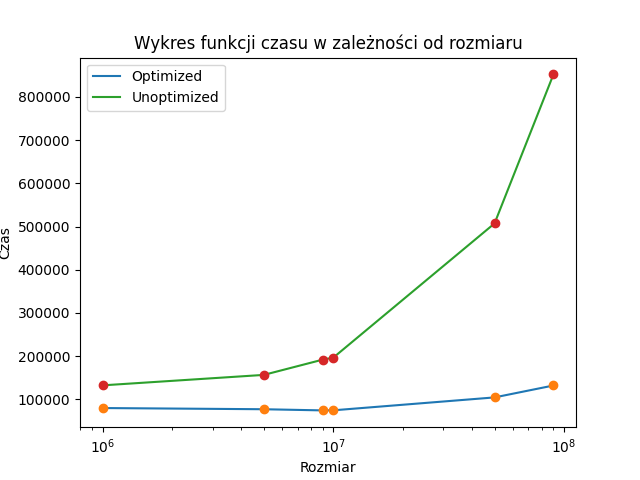 Wykres funkcji czasu w zależności od rozmiaru
Optimized
Unoptimized
800000
700000
600000
500000
400000
300000
200000
100000
Czas
10⁶
10⁷
10⁸
Rozmiar